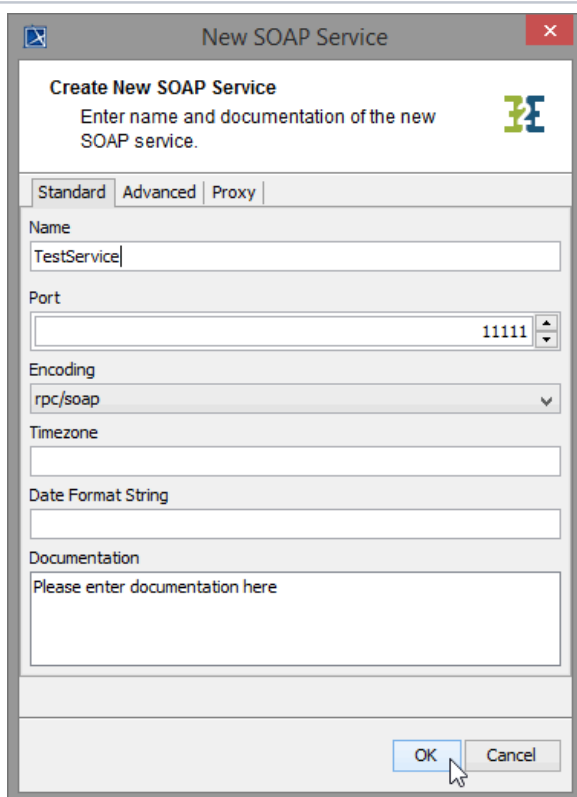 New SOAP Service
Create New SOAP Service
Enter name and documentation of the new
SOAP service.
E2E
Standard Advanced Proxy
Name
TestService
Port
11111
Encoding
rpc/soap
Timezone
Date Format String
Documentation
Please enter documentation here
OK Cancel